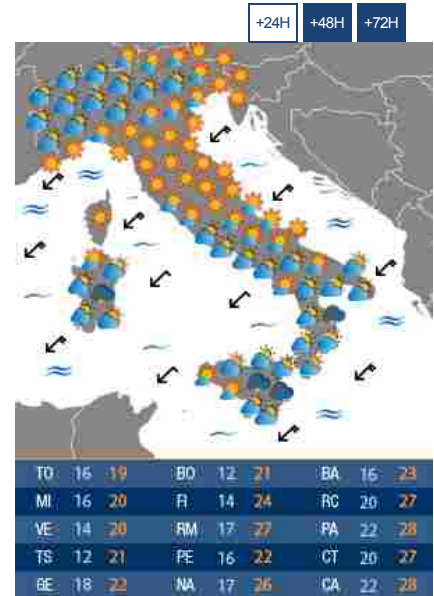 +24H +48H +72H
TO 16 19 BO 12 21 BA 16 23
MI 16 20 FI 14 24 RC 20 27
VE 14 20 RM 17 27 PA 22 28
TS 12 21 PE 16 22 CT 20 27
GE 18 22 NA 17 26 CA 22 28